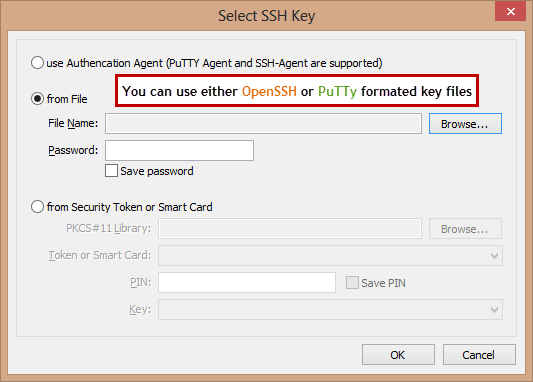 Select SSH Key
use Authencation Agent (PuTTY Agent and SSH-Agent are supported)
You can use either OpenSSH or PuTTy formated key files
from File
File Name:
Browse...
Password:
Save password
from Security Token or Smart Card
PKCS#11 Library:
Browse...
Token or Smart Card:
PIN:
Save PIN
Key:
OK
Cancel